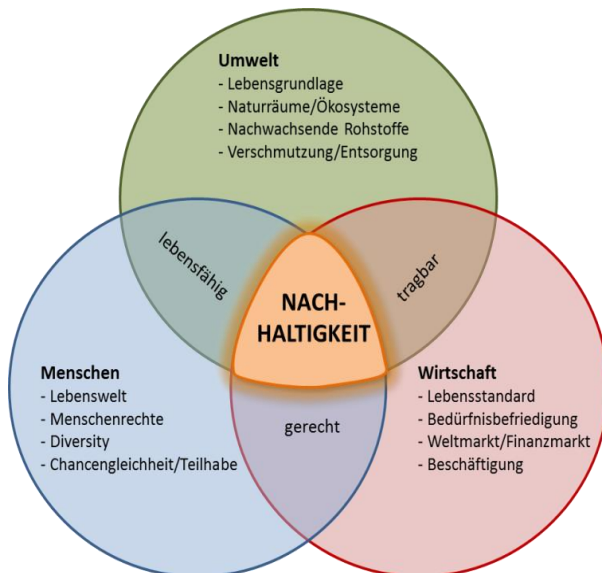 Umwelt
- Lebensgrundlage
- Naturräume/Ökosysteme
- Nachwachsende Rohstoffe
- Verschmutzung/Entsorgung
lebensfähig
tragbar
NACH-
HALTIGKEIT
Menschen
- Lebenswelt
- Menschenrechte
- Diversity
- Chancengleichheit/Teilhabe
gerecht
Wirtschaft
- Lebensstandard
- Bedürfnisbefriedigung
- Weltmarkt/Finanzmarkt
- Beschäftigung